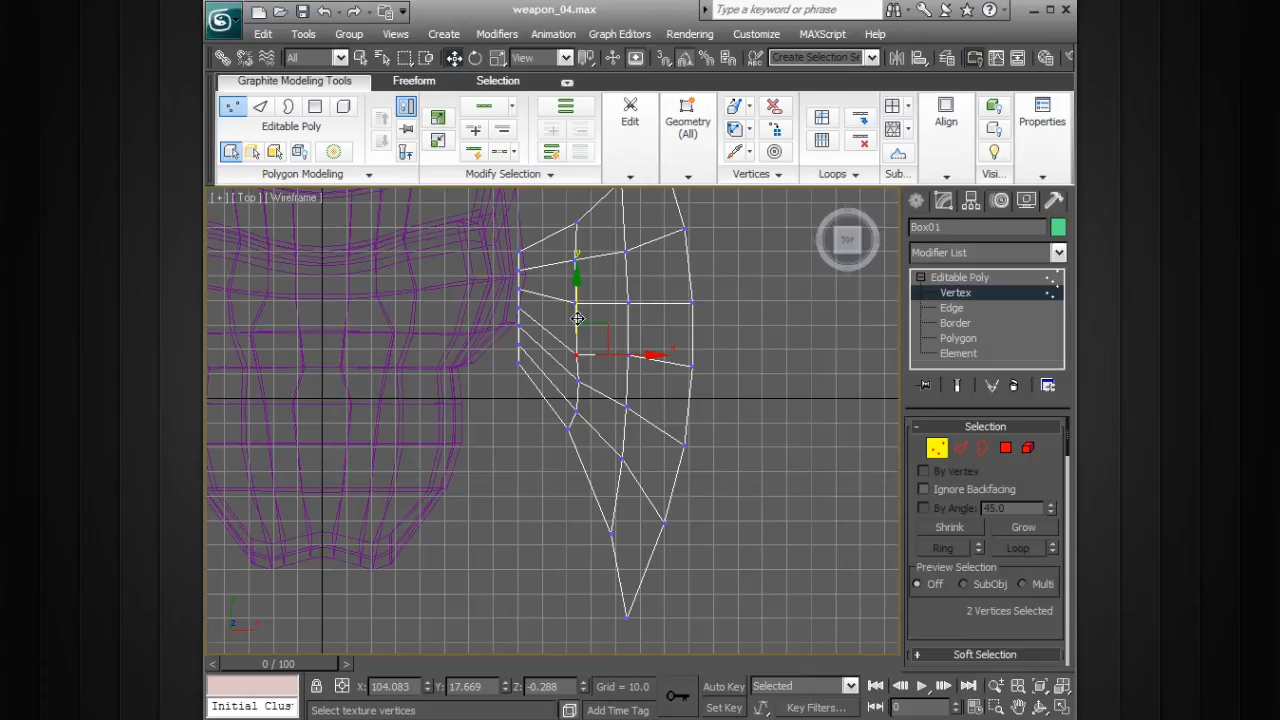 weapon_04.max
Type a keyword or phrase
Edit Tools Group Views Create Modifiers Animation Graph Editors Rendering Customize MAXScript Help
All View Create Selection Se
Graphite Modeling Tools Freeform Selection
Editable Poly
Edit Geometry (All) Align Properties
Polygon Modeling Modify Selection Vertices Loops Sub... Visi...
[ + ] [ Top ] [ Wireframe ]
TOP
Box01
Modifier List
Editable Poly
Vertex
Edge
Border
Polygon
Element
- Selection
By Vertex
Ignore Backfacing
By Angle: 45.0
Shrink Grow
Ring Loop
Preview Selection
Off SubObj Multi
2 Vertices Selected
+ Soft Selection
y
x
< 0 / 100 >
X: 104.083 Y: 17.669 Z: -0.288 Grid = 10.0 Auto Key Selected
Initial Clus Select texture vertices Add Time Tag Set Key Key Filters... 0